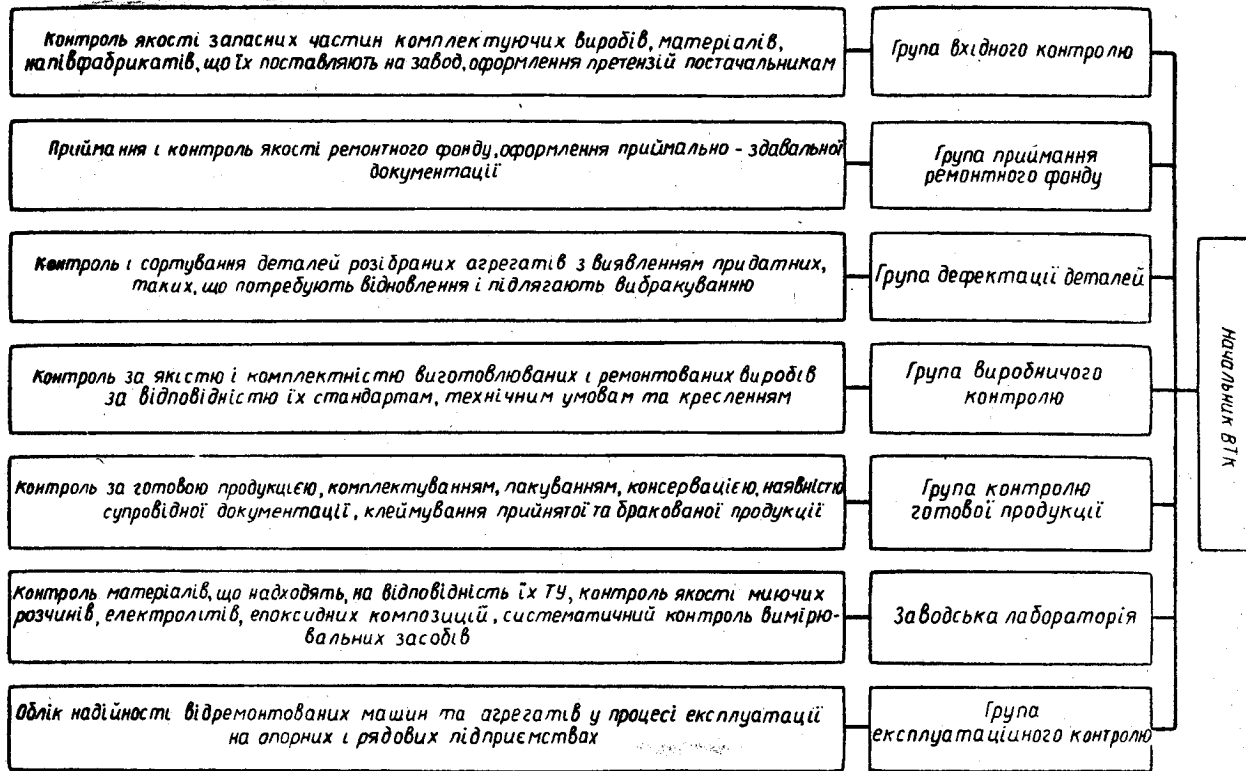 Контроль якості запасних частин комплектуючих виробів, матеріалів,
напівфабрикатів, що їх поставляють на завод, оформлення претензій постачальникам
Група вхідного контролю
Приймання і контроль якості ремонтного фонду, оформлення приймально - здавальної
документації
Група приймання
ремонтного фонду
Контроль і сортування деталей розібраних агрегатів з виявленням придатних,
таких, що потребують відновлення і підлягають вибракуванню
Група дефектації деталей
Контроль за якістю і комплектністю виготовлюваних і ремонтованих виробів
за відповідністю їх стандартам, технічним умовам та кресленням
Група виробничого
контролю
Контроль за готовою продукцією, комплектуванням, пакуванням, консервацією, наявністю
супровідної документації, клеймування прийнятої та бракованої продукції
Група контролю
готової продукції
Контроль матеріалів, що надходять, на відповідність їх ТУ, контроль якості миючих
розчинів, електролітів, епоксидних композицій, систематичний контроль вимірю-
вальних засобів
Заводська лабораторія
Облік надійності відремонтованих машин та агрегатів у процесі експлуатації
на опорних і рядових підприємствах
Група
експлуатаційного контролю
Начальник ВТК